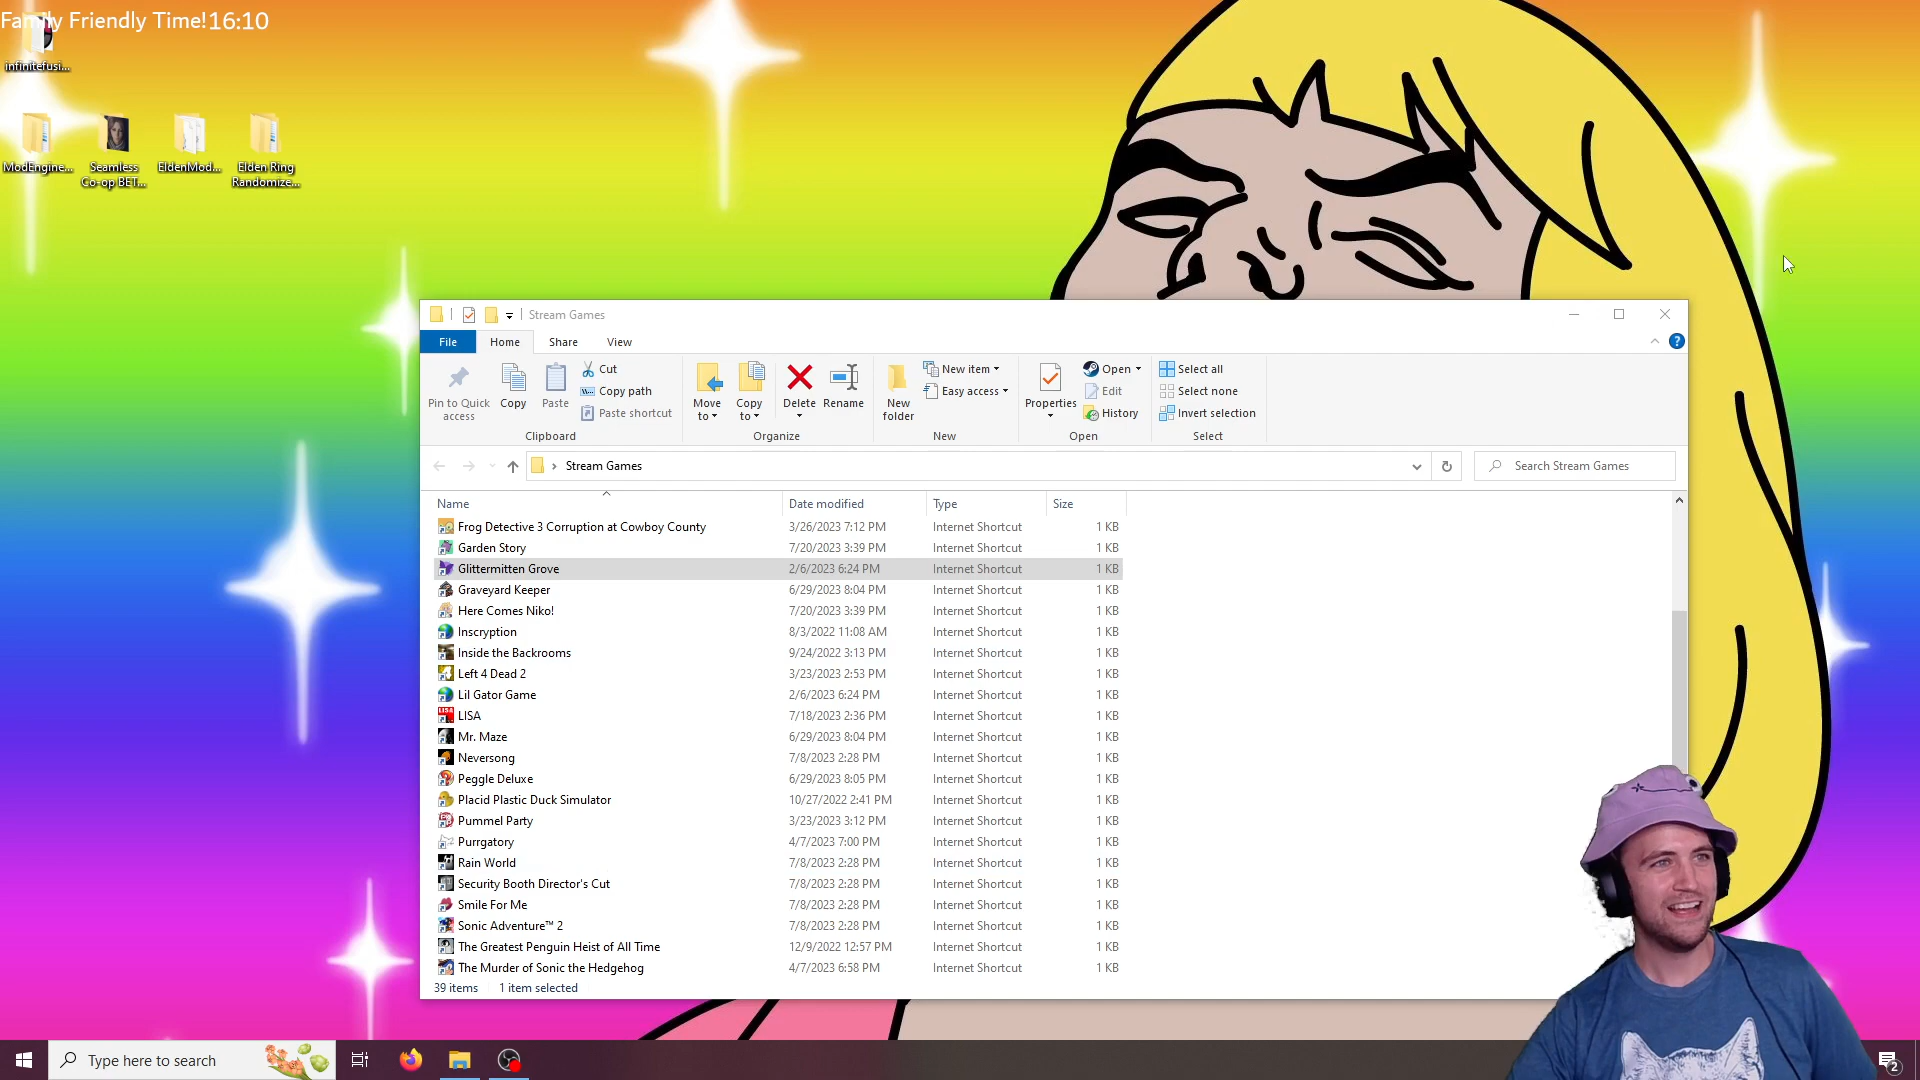 Family Friendly Time!16:10
infinitefusi...
ModEngine...
Seamless
Co-op BET...
EldenMod...
Elden Ring
Randomize...
Stream Games
File
Home
Share
View
?
Pin to Quick
access
Copy
Paste
Cut
Copy path
Paste shortcut
Clipboard
Move
to
Copy
to
Delete
Rename
Organize
New
folder
New item
Easy access
New
Properties
Open
Edit
History
Open
Select all
Select none
Invert selection
Select
Stream Games
Search Stream Games
Name Date modified Type Size
Frog Detective 3 Corruption at Cowboy County 3/26/2023 7:12 PM Internet Shortcut 1 KB
Garden Story 7/20/2023 3:39 PM Internet Shortcut 1 KB
Glittermitten Grove 2/6/2023 6:24 PM Internet Shortcut 1 KB
Graveyard Keeper 6/29/2023 8:04 PM Internet Shortcut 1 KB
Here Comes Niko! 7/20/2023 3:39 PM Internet Shortcut 1 KB
Inscryption 8/3/2022 11:08 AM Internet Shortcut 1 KB
Inside the Backrooms 9/24/2022 3:13 PM Internet Shortcut 1 KB
Left 4 Dead 2 3/23/2023 2:53 PM Internet Shortcut 1 KB
Lil Gator Game 2/6/2023 6:24 PM Internet Shortcut 1 KB
LISA 7/18/2023 2:36 PM Internet Shortcut 1 KB
Mr. Maze 6/29/2023 8:04 PM Internet Shortcut 1 KB
Neversong 7/8/2023 2:28 PM Internet Shortcut 1 KB
Peggle Deluxe 6/29/2023 8:05 PM Internet Shortcut 1 KB
Placid Plastic Duck Simulator 10/27/2022 2:41 PM Internet Shortcut 1 KB
Pummel Party 3/23/2023 3:12 PM Internet Shortcut 1 KB
Purrgatory 4/7/2023 7:00 PM Internet Shortcut 1 KB
Rain World 7/8/2023 2:28 PM Internet Shortcut 1 KB
Security Booth Director's Cut 7/8/2023 2:28 PM Internet Shortcut 1 KB
Smile For Me 7/8/2023 2:28 PM Internet Shortcut 1 KB
Sonic Adventure™ 2 7/8/2023 2:28 PM Internet Shortcut 1 KB
The Greatest Penguin Heist of All Time 12/9/2022 12:57 PM Internet Shortcut 1 KB
The Murder of Sonic the Hedgehog 4/7/2023 6:58 PM Internet Shortcut 1 KB
39 items 1 item selected
Type here to search
2